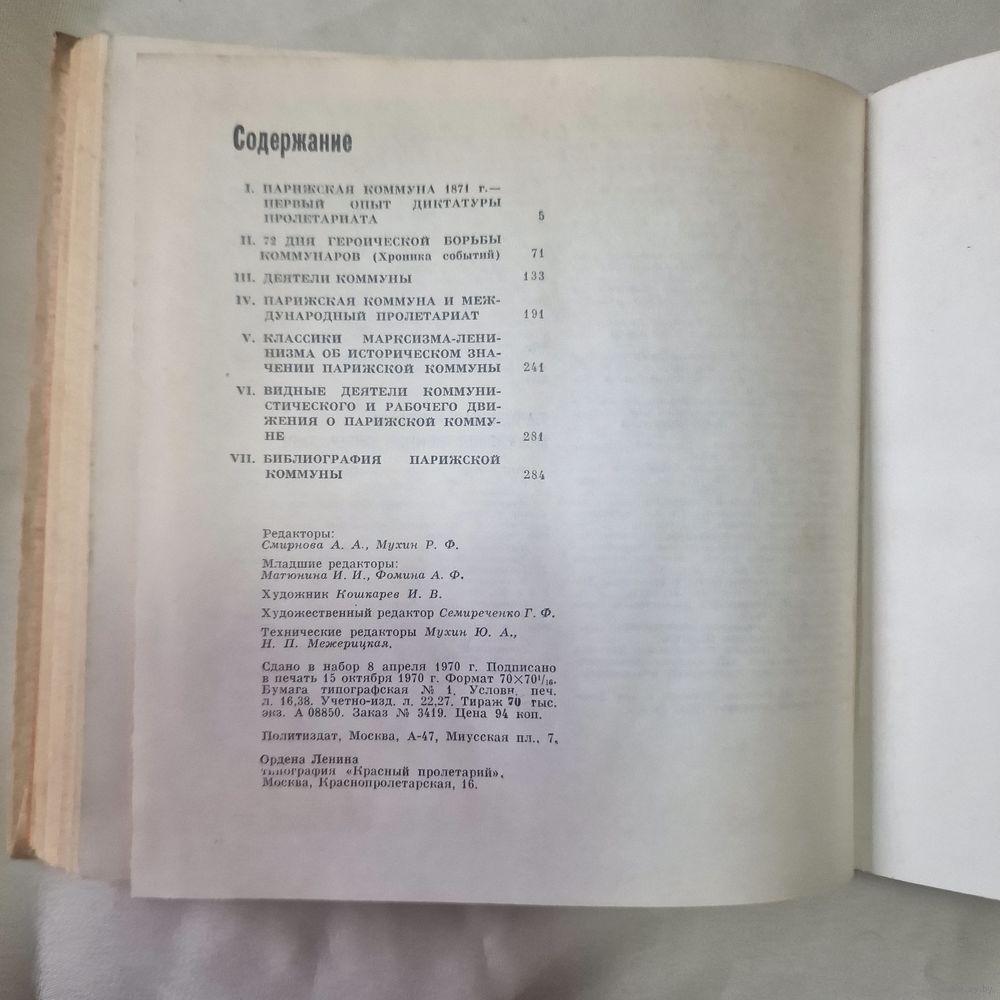 Содержание
I. ПАРИЖСКАЯ КОММУНА 1871 г.—
ПЕРВЫЙ ОПЫТ ДИКТАТУРЫ
ПРОЛЕТАРИАТА 5
II. 72 ДНЯ ГЕРОИЧЕСКОЙ БОРЬБЫ
КОММУНАРОВ (Хроника событий) 71
III. ДЕЯТЕЛИ КОММУНЫ 133
IV. ПАРИЖСКАЯ КОММУНА И МЕЖ-
ДУНАРОДНЫЙ ПРОЛЕТАРИАТ 191
V. КЛАССИКИ МАРКСИЗМА-ЛЕНИ-
НИЗМА ОБ ИСТОРИЧЕСКОМ ЗНА-
ЧЕНИИ ПАРИЖСКОЙ КОММУНЫ 241
VI. ВИДНЫЕ ДЕЯТЕЛИ КОММУНИ-
СТИЧЕСКОГО И РАБОЧЕГО ДВИ-
ЖЕНИЯ О ПАРИЖСКОЙ КОММУ-
НЕ 281
VII. БИБЛИОГРАФИЯ ПАРИЖСКОЙ
КОММУНЫ 284
Редакторы:
Смирнова А. А., Мухин Р. Ф.
Младшие редакторы:
Матюнина И. И., Фомина А. Ф.
Художник Кошкарев И. В.
Художественный редактор Семиреченко Г. Ф.
Технические редакторы Мухин Ю. А.,
Н. П. Межерицкая.
Сдано в набор 8 апреля 1970 г. Подписано
в печать 15 октября 1970 г. Формат 70×70¹/₁₆.
Бумага типографская № 1. Условн. печ.
л. 16,38. Учетно-изд. л. 22,27. Тираж 70 тыс.
экз. А 08850. Заказ № 3419. Цена 94 коп.
Политиздат, Москва, А-47, Миусская пл., 7,
Ордена Ленина
типография «Красный пролетарий»,
Москва, Краснопролетарская, 16.